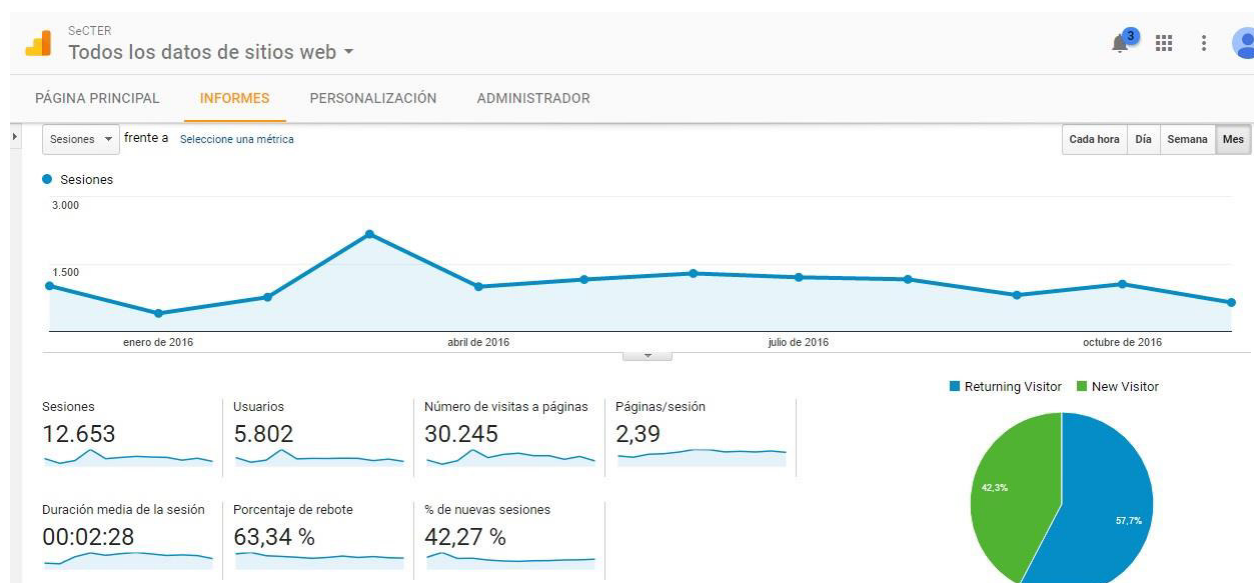 SeCTER
Todos los datos de sitios web
3
PÁGINA PRINCIPAL INFORMES PERSONALIZACIÓN ADMINISTRADOR
Sesiones frente a Seleccione una métrica Cada hora Día Semana Mes
Sesiones
3.000
1.500
enero de 2016 abril de 2016 julio de 2016 octubre de 2016
Returning Visitor New Visitor
Sesiones Usuarios Número de visitas a páginas Páginas/sesión
12.653 5.802 30.245 2,39
42,3%
57,7%
Duración media de la sesión Porcentaje de rebote % de nuevas sesiones
00:02:28 63,34 % 42,27 %